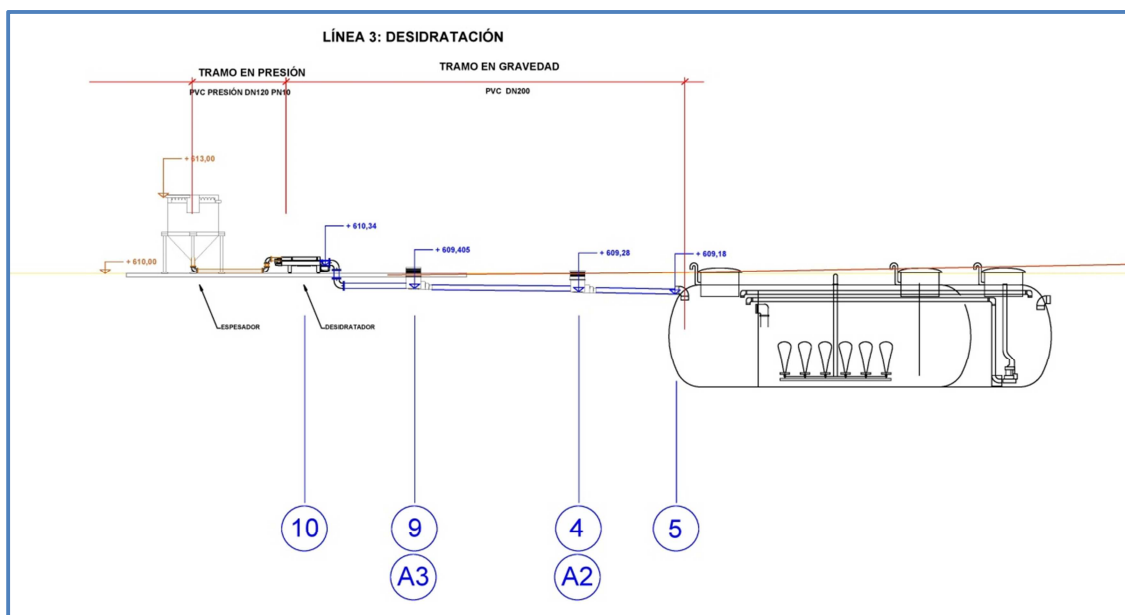 LÍNEA 3: DESIDRATACIÓN
TRAMO EN PRESIÓN
TRAMO EN GRAVEDAD
PVC PRESIÓN DN120 PN10
PVC DN200
+ 613,00
+ 610,34
+ 609,405
+ 609,28
+ 609,18
+ 610,00
ESPESADOR
DESIDRATADOR
10
9
4
5
A3
A2